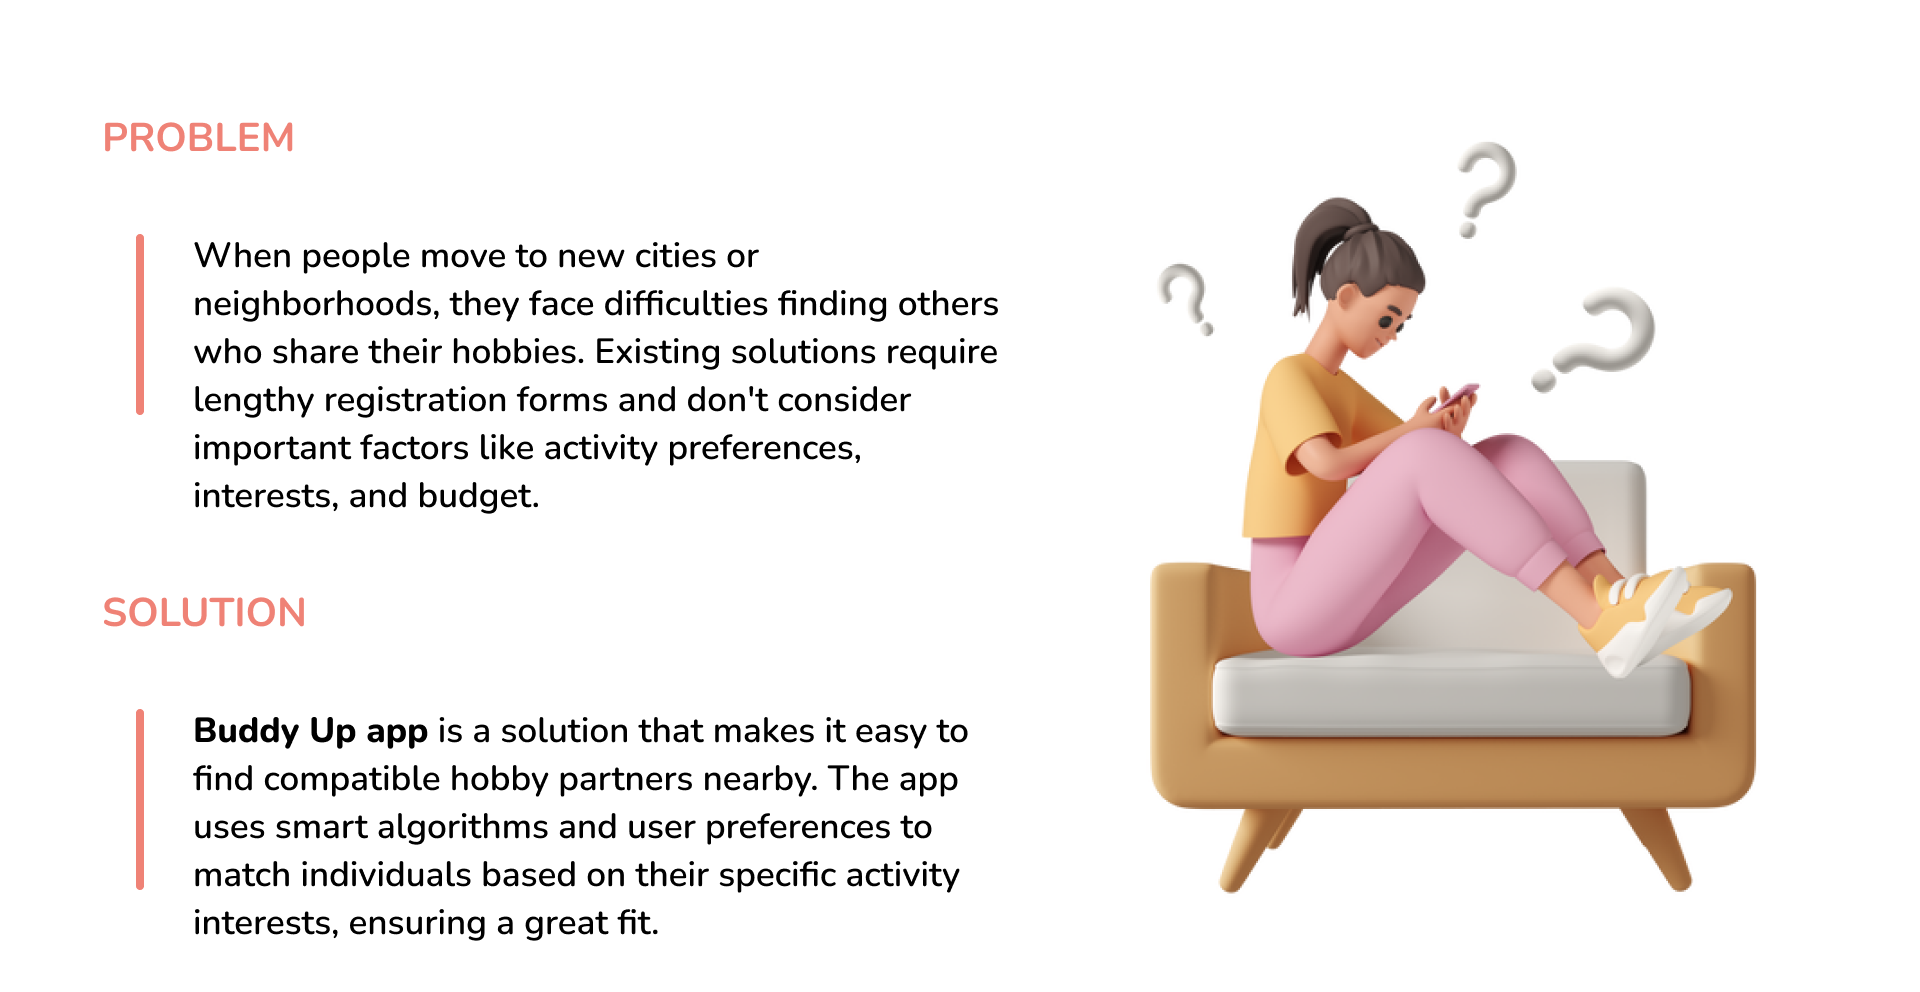 PROBLEM
When people move to new cities or
neighborhoods, they face difficulties finding others
who share their hobbies. Existing solutions require
lengthy registration forms and don't consider
important factors like activity preferences,
interests, and budget.
SOLUTION
Buddy Up app is a solution that makes it easy to
find compatible hobby partners nearby. The app
uses smart algorithms and user preferences to
match individuals based on their specific activity
interests, ensuring a great fit.